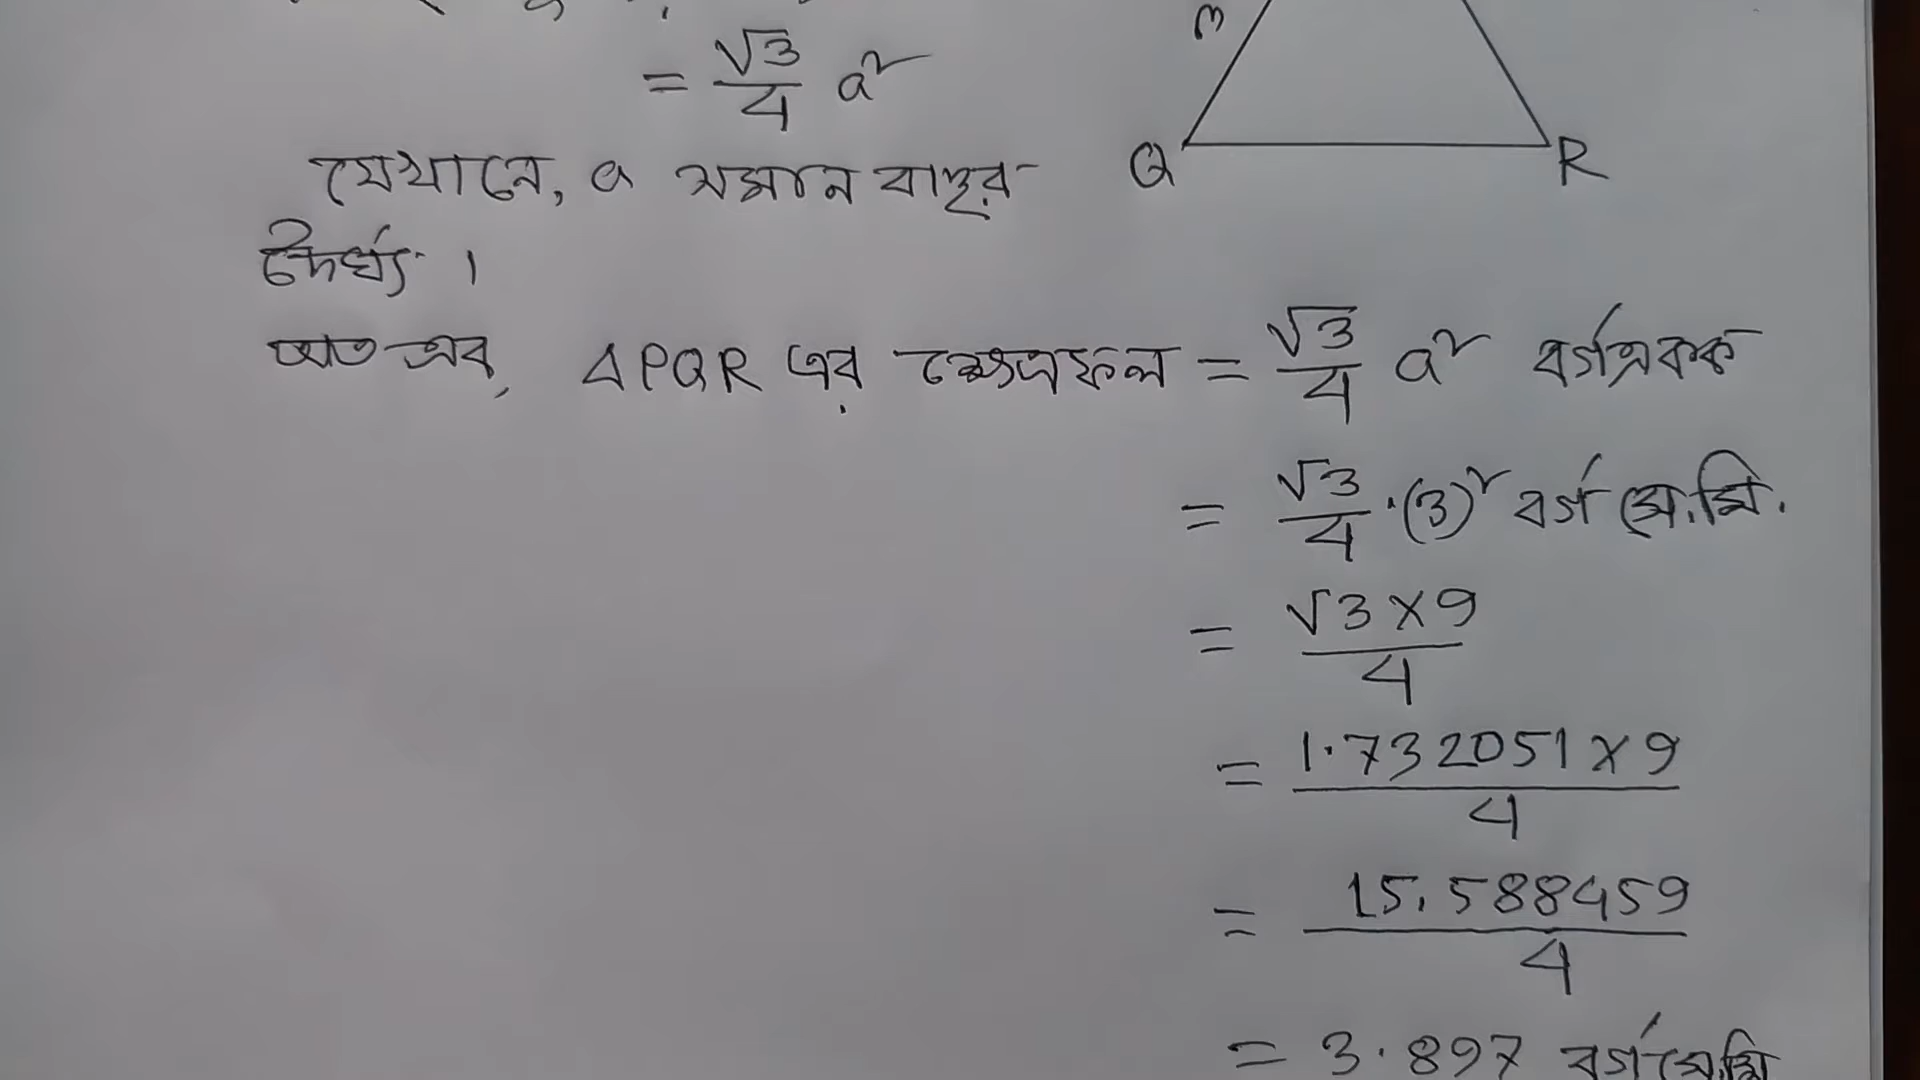 = √3/4 a²
3
Q
R
যেখানে, a সমান বাহুর
দৈর্ঘ্য ।
অতএব, ΔPQR এর ক্ষেত্রফল = √3/4 a² বর্গএকক
= √3/4 · (3)² বর্গ সে.মি.
= √3 × 9 / 4
= 1.732051 × 9 / 4
= 15.588459 / 4
= 3.897 বর্গ সে.মি